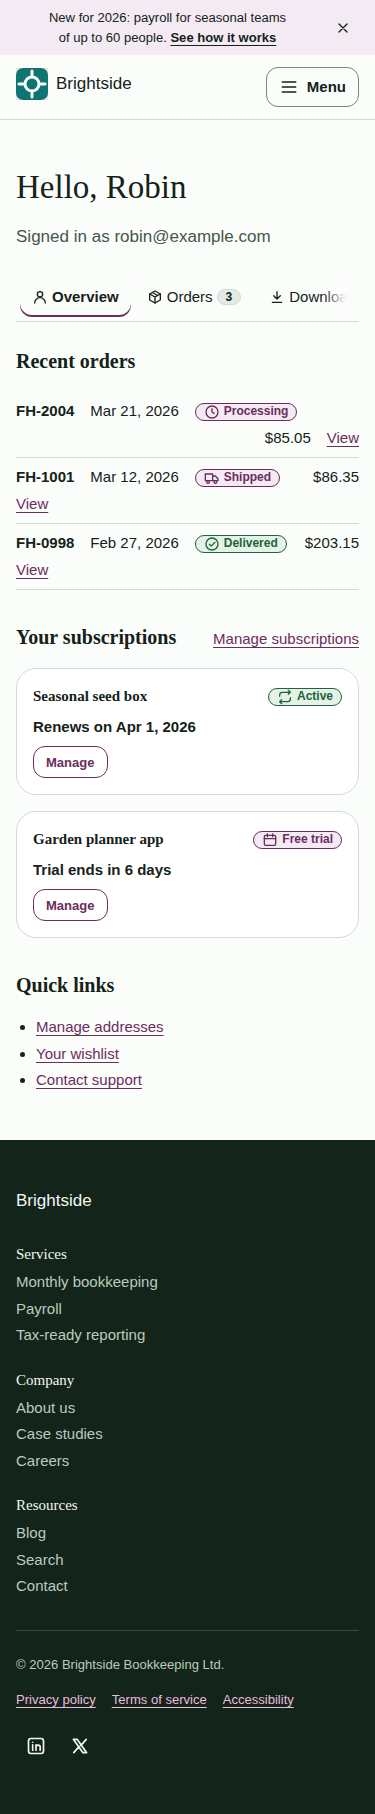 New for 2026: payroll for seasonal teams
of up to 60 people. See how it works
Brightside
Menu
Hello, Robin
Signed in as robin@example.com
Overview Orders 3
Recent orders
FH-2004 Mar 21, 2026 Processing
$85.05 View
FH-1001 Mar 12, 2026 Shipped $86.35
View
FH-0998 Feb 27, 2026 Delivered $203.15
View
Your subscriptions Manage subscriptions
Seasonal seed box Active
Renews on Apr 1, 2026
Manage
Garden planner app Free trial
Trial ends in 6 days
Manage
Quick links
Manage addresses
Your wishlist
Contact support
Brightside
Services
Monthly bookkeeping
Payroll
Tax-ready reporting
Company
About us
Case studies
Careers
Resources
Blog
Search
Contact
© 2026 Brightside Bookkeeping Ltd.
Privacy policy Terms of service Accessibility